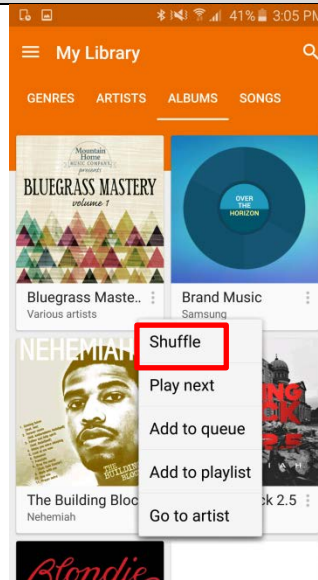 41% 3:05 PM
My Library
GENRES ARTISTS ALBUMS SONGS
Mountain
Home
MUSIC COMPANY
presents
BLUEGRASS MASTERY
volume 1
OVER
THE
HORIZON
Bluegrass Maste..
Various artists
Brand Music
Samsung
NEHEMIAH
THE BUILDING
Shuffle
Play next
Add to queue
Add to playlist
Go to artist
The Building Bloc
Nehemiah
ck 2.5
Blondie